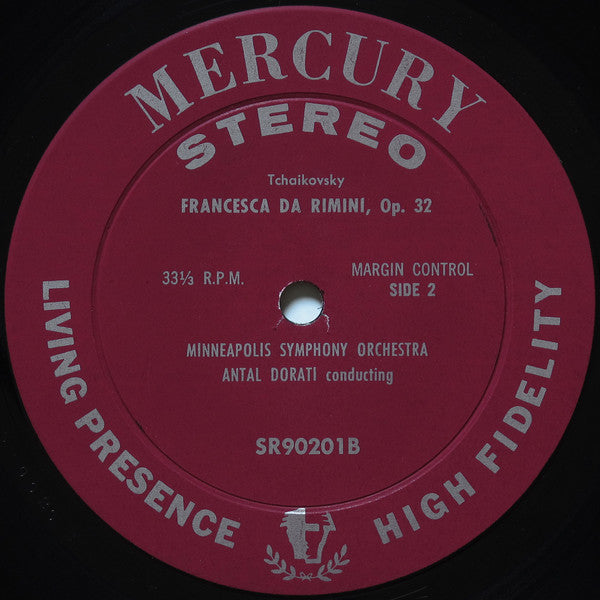 MERCURY
STEREO
Tchaikovsky
FRANCESCA DA RIMINI, Op. 32
33⅓ R.P.M.
MARGIN CONTROL
SIDE 2
MINNEAPOLIS SYMPHONY ORCHESTRA
ANTAL DORATI conducting
SR90201B
LIVING PRESENCE
HIGH FIDELITY